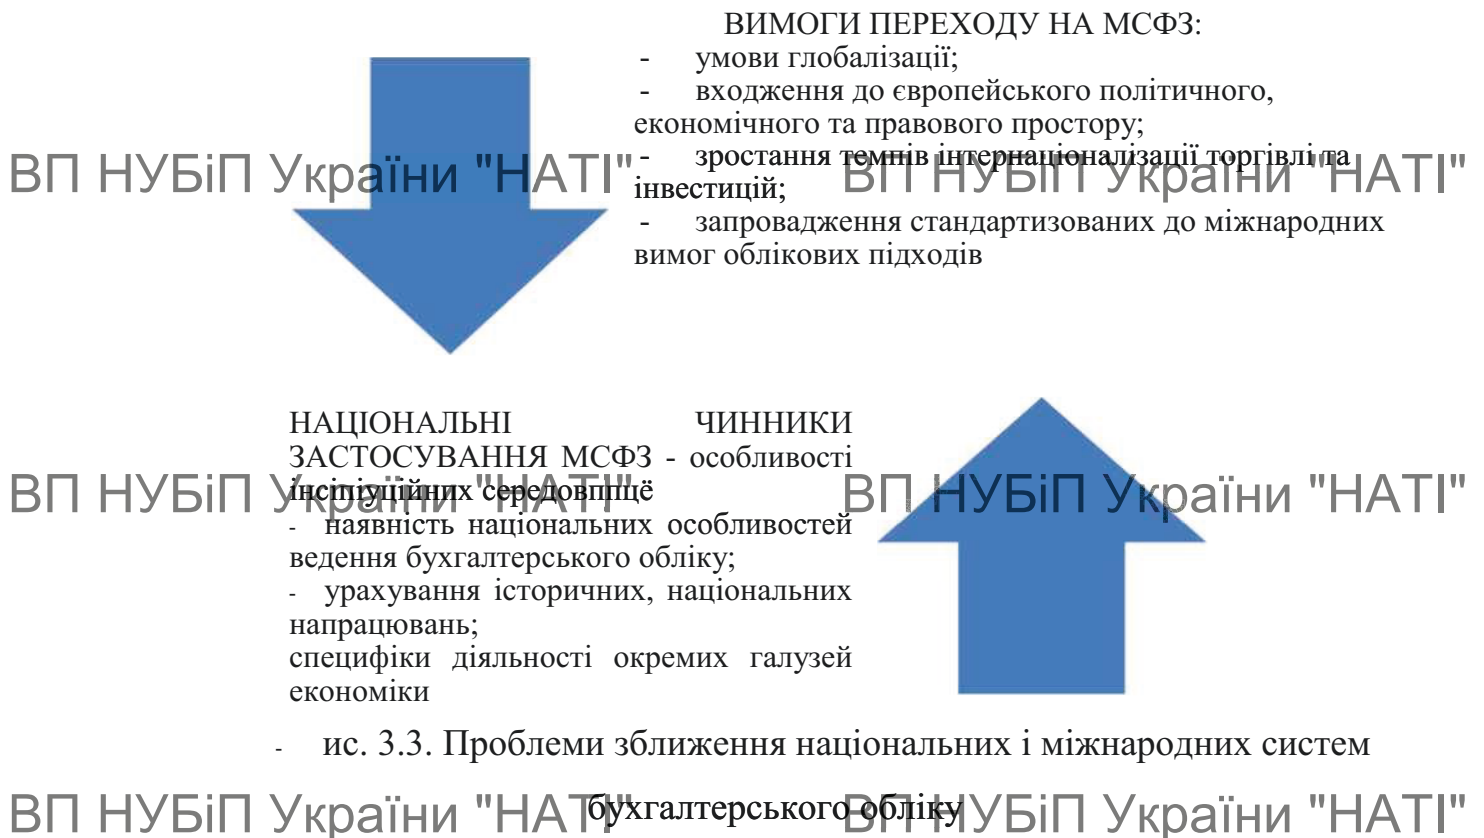 ВИМОГИ ПЕРЕХОДУ НА МСФЗ:
- умови глобалізації;
- входження до європейського політичного,
економічного та правового простору;
- зростання темпів інтернаціоналізації торгівлі та
інвестицій;
- запровадження стандартизованих до міжнародних
вимог облікових підходів
ВП НУБіП України "НАТІ" ВП НУБіП України "НАТІ"
НАЦІОНАЛЬНІ ЧИННИКИ
ЗАСТОСУВАННЯ МСФЗ - особливості
інсіпіуційних середовппцё
- наявність національних особливостей
ведення бухгалтерського обліку;
- урахування історичних, національних
напрацювань;
специфіки діяльності окремих галузей
економіки
ВП НУБіП України "НАТІ" ВП НУБіП України "НАТІ"
- ис. 3.3. Проблеми зближення національних і міжнародних систем
бухгалтерського обліку
ВП НУБіП України "НАТІ" ВП НУБіП України "НАТІ"